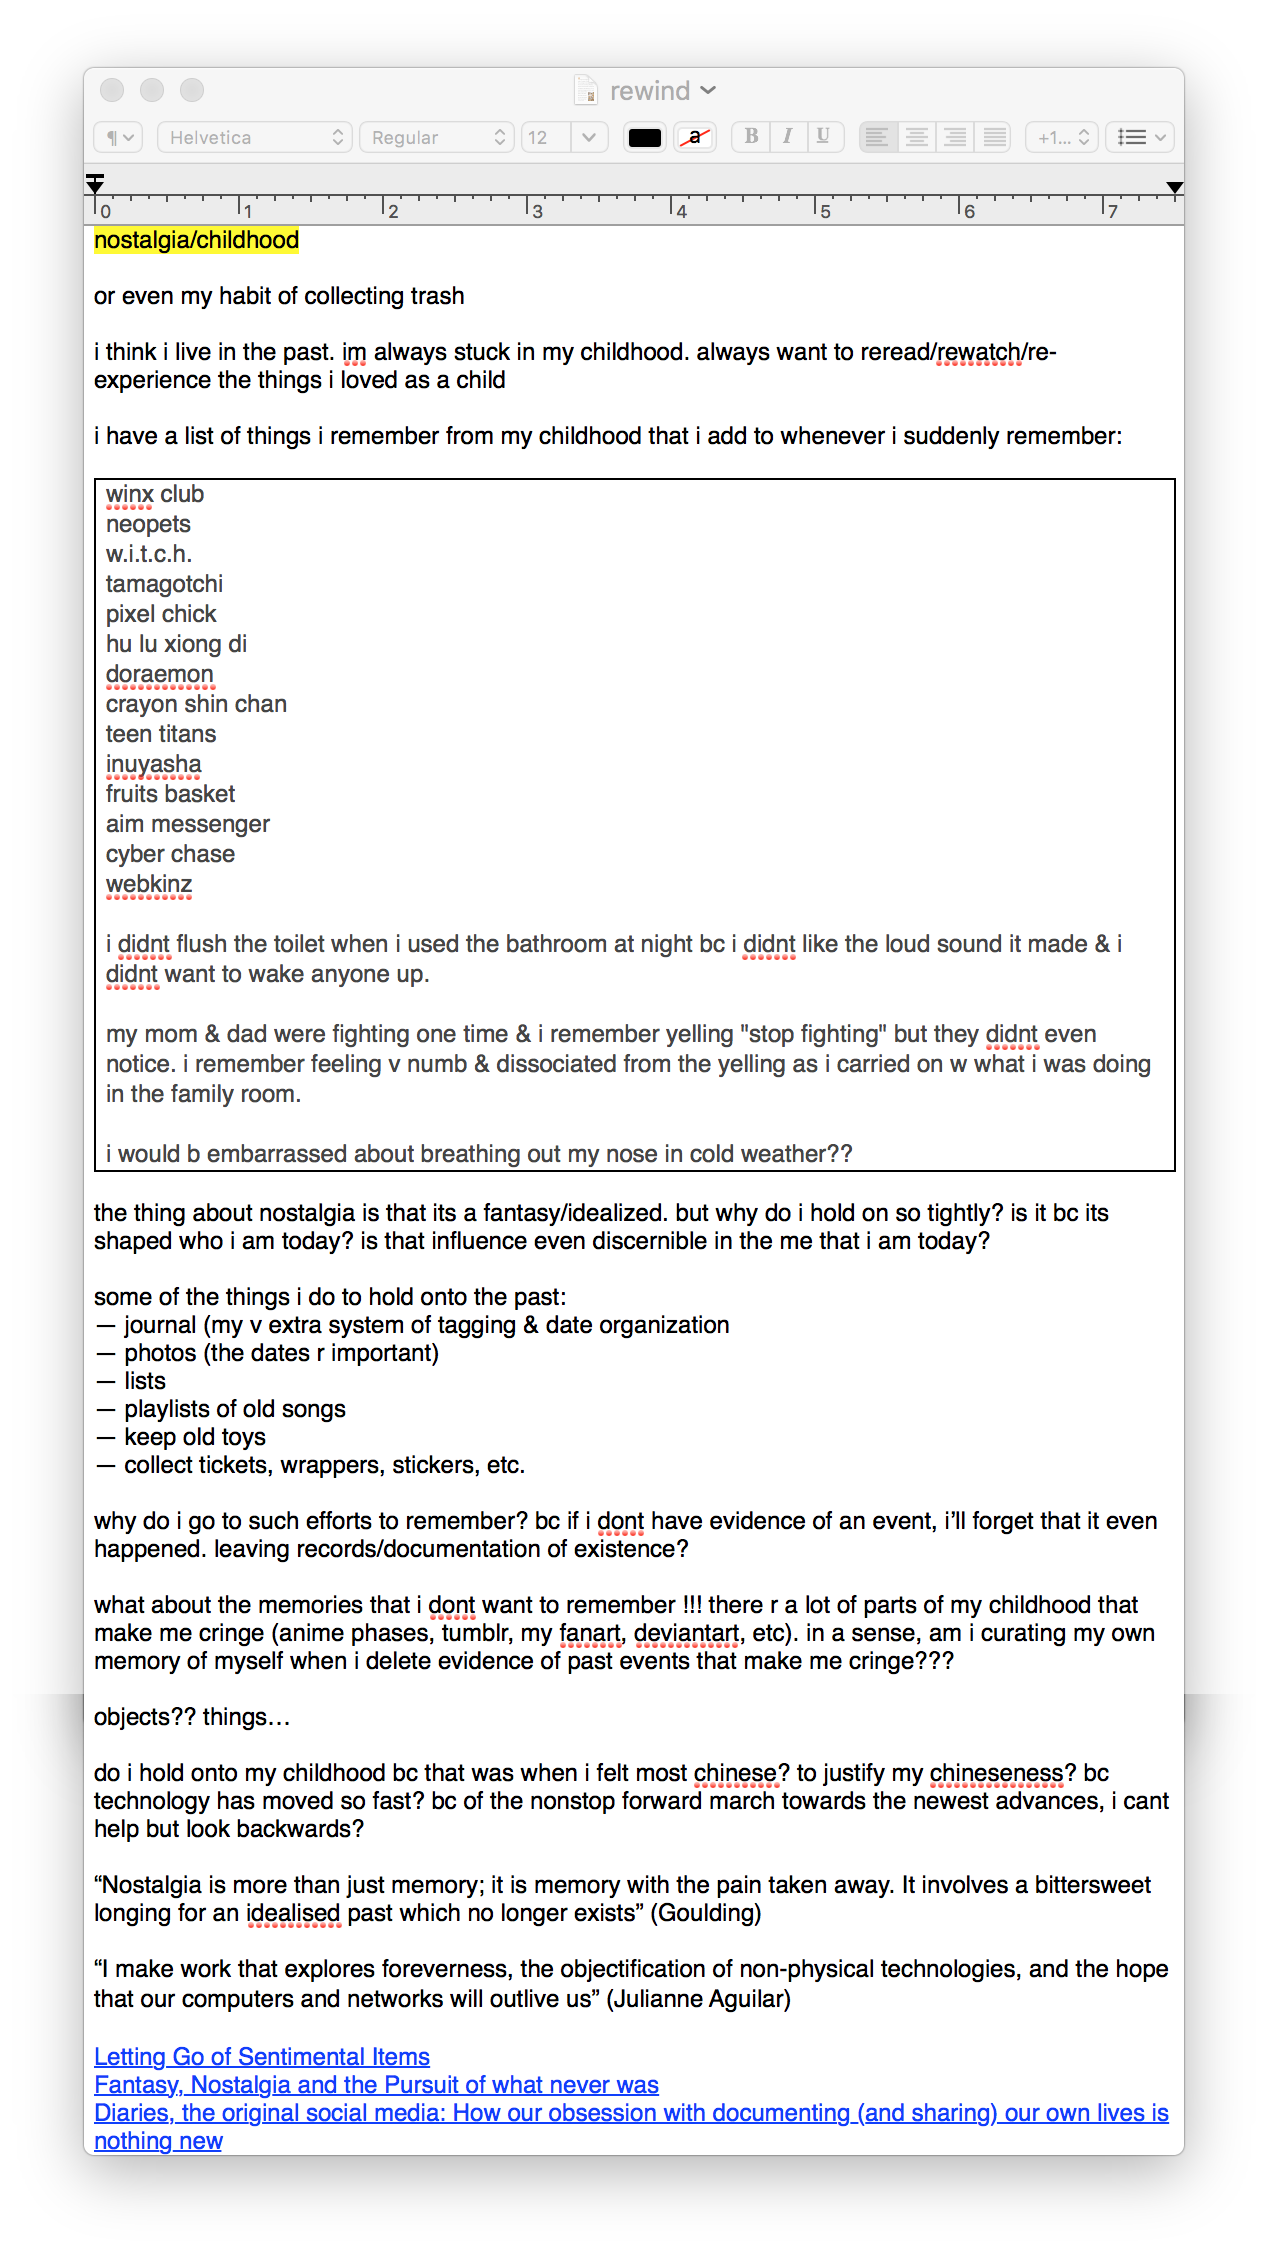 rewind
¶
Helvetica
Regular
12
a
B I U
+1...
0 1 2 3 4 5 6 7
nostalgia/childhood
or even my habit of collecting trash
i think i live in the past. im always stuck in my childhood. always want to reread/rewatch/re-
experience the things i loved as a child
i have a list of things i remember from my childhood that i add to whenever i suddenly remember:
winx club
neopets
w.i.t.c.h.
tamagotchi
pixel chick
hu lu xiong di
doraemon
crayon shin chan
teen titans
inuyasha
fruits basket
aim messenger
cyber chase
webkinz
i didnt flush the toilet when i used the bathroom at night bc i didnt like the loud sound it made & i
didnt want to wake anyone up.
my mom & dad were fighting one time & i remember yelling "stop fighting" but they didnt even
notice. i remember feeling v numb & dissociated from the yelling as i carried on w what i was doing
in the family room.
i would b embarrassed about breathing out my nose in cold weather??
the thing about nostalgia is that its a fantasy/idealized. but why do i hold on so tightly? is it bc its
shaped who i am today? is that influence even discernible in the me that i am today?
some of the things i do to hold onto the past:
— journal (my v extra system of tagging & date organization
— photos (the dates r important)
— lists
— playlists of old songs
— keep old toys
— collect tickets, wrappers, stickers, etc.
why do i go to such efforts to remember? bc if i dont have evidence of an event, i’ll forget that it even
happened. leaving records/documentation of existence?
what about the memories that i dont want to remember !!! there r a lot of parts of my childhood that
make me cringe (anime phases, tumblr, my fanart, deviantart, etc). in a sense, am i curating my own
memory of myself when i delete evidence of past events that make me cringe???
objects?? things…
do i hold onto my childhood bc that was when i felt most chinese? to justify my chineseness? bc
technology has moved so fast? bc of the nonstop forward march towards the newest advances, i cant
help but look backwards?
“Nostalgia is more than just memory; it is memory with the pain taken away. It involves a bittersweet
longing for an idealised past which no longer exists” (Goulding)
“I make work that explores foreverness, the objectification of non-physical technologies, and the hope
that our computers and networks will outlive us” (Julianne Aguilar)
Letting Go of Sentimental Items
Fantasy, Nostalgia and the Pursuit of what never was
Diaries, the original social media: How our obsession with documenting (and sharing) our own lives is
nothing new